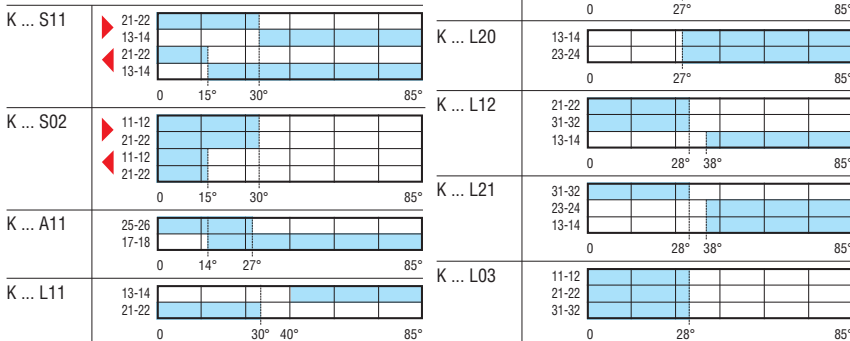 K ... S11
21-22
13-14
21-22
13-14
0 15° 30° 85°
K ... S02
11-12
21-22
11-12
21-22
0 15° 30° 85°
K ... A11
25-26
17-18
0 14° 27° 85°
K ... L11
13-14
21-22
0 30° 40° 85°
0 27° 85°
K ... L20
13-14
23-24
0 27° 85°
K ... L12
21-22
31-32
13-14
0 28° 38° 85°
K ... L21
31-32
23-24
13-14
0 28° 38° 85°
K ... L03
11-12
21-22
31-32
0 28° 85°